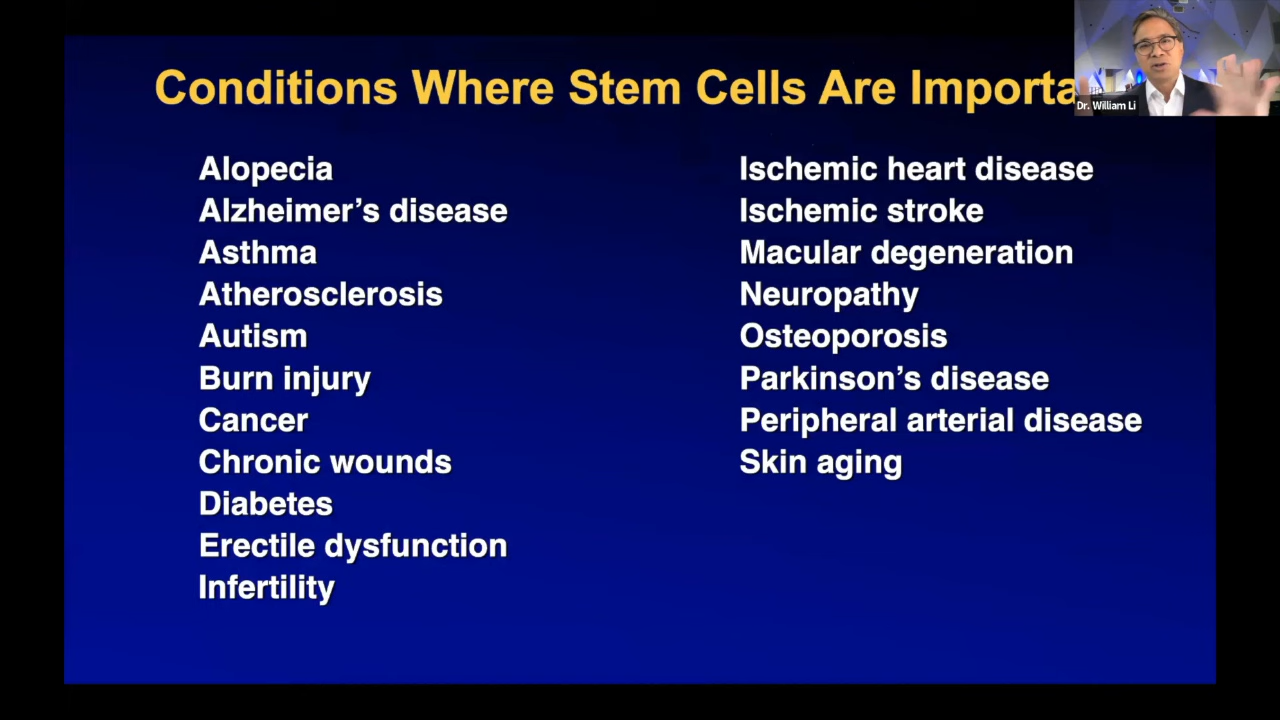 Conditions Where Stem Cells Are Importa
Dr. William Li
Alopecia
Alzheimer’s disease
Asthma
Atherosclerosis
Autism
Burn injury
Cancer
Chronic wounds
Diabetes
Erectile dysfunction
Infertility
Ischemic heart disease
Ischemic stroke
Macular degeneration
Neuropathy
Osteoporosis
Parkinson’s disease
Peripheral arterial disease
Skin aging